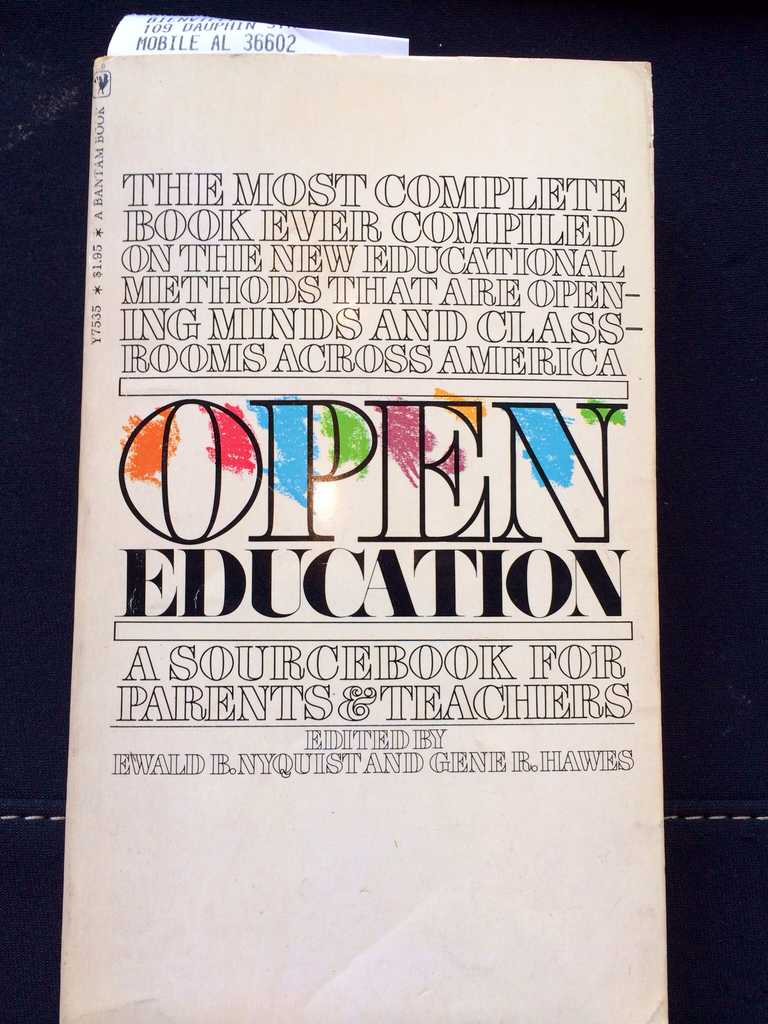 109 DAUPHIN
MOBILE AL 36602
Y7535 * $1.95 * A BANTAM BOOK
THE MOST COMPLETE
BOOK EVER COMPILED
ON THE NEW EDUCATIONAL
METHODS THAT ARE OPEN-
ING MINDS AND CLASS-
ROOMS ACROSS AMERICA
OPEN
EDUCATION
A SOURCEBOOK FOR
PARENTS & TEACHERS
EDITED BY
EWALD B. NYQUIST AND GENE R. HAWES